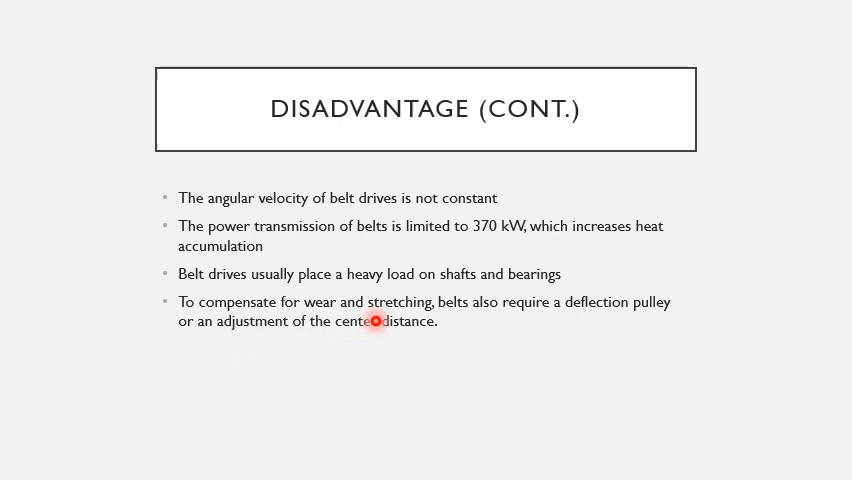 DISADVANTAGE (CONT.)
• The angular velocity of belt drives is not constant
• The power transmission of belts is limited to 370 kW, which increases heat
accumulation
• Belt drives usually place a heavy load on shafts and bearings
• To compensate for wear and stretching, belts also require a deflection pulley
or an adjustment of the center distance.